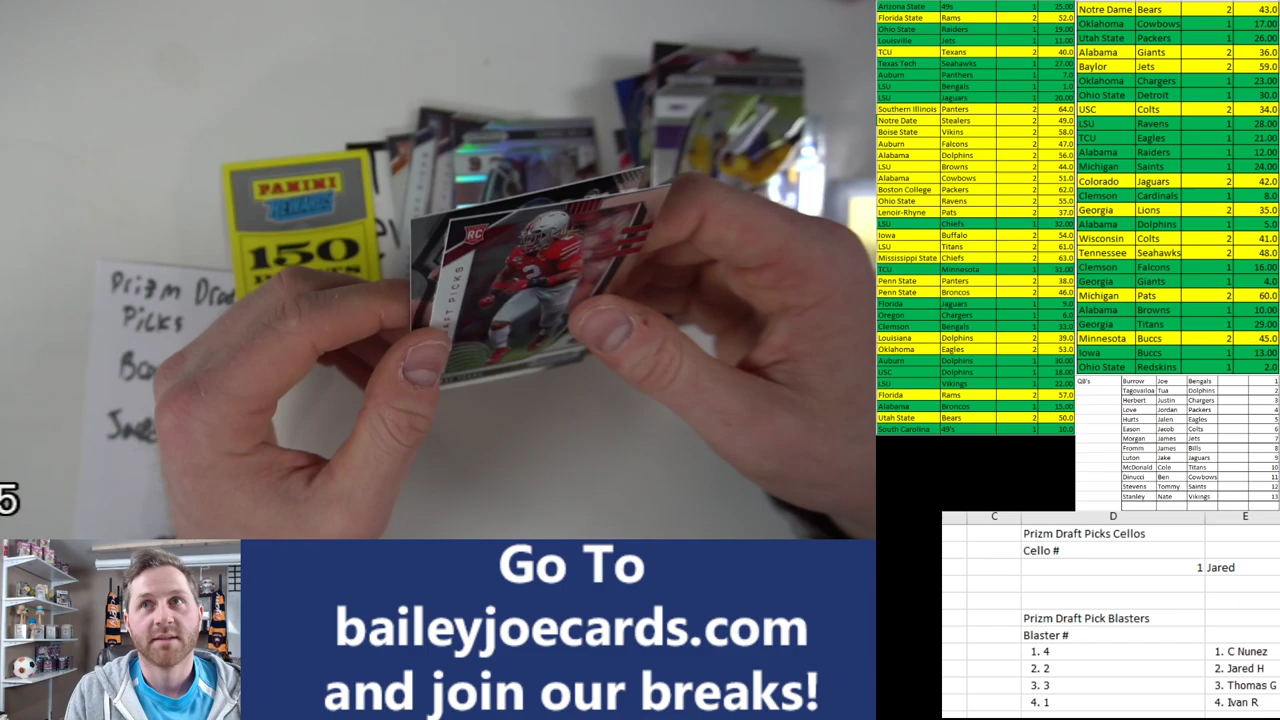 Arizona State 49s 1 25.00
Florida State Rams 2 52.0
Ohio State Raiders 1 19.00
Louisville Jets 1 11.00
TCU Texans 2 40.0
Texas Tech Seahawks 1 27.00
Auburn Panthers 1 7.0
LSU Bengals 1 1.0
LSU Jaguars 1 20.00
Southern Illinois Panters 2 64.0
Notre Date Stealers 2 49.0
Boise State Vikins 2 58.0
Auburn Falcons 2 47.0
Alabama Dolphins 2 56.0
LSU Browns 2 44.0
Alabama Cowbows 2 51.0
Boston College Packers 2 62.0
Ohio State Ravens 2 55.0
Lenoir-Rhyne Pats 2 37.0
LSU Chiefs 1 32.00
Iowa Buffalo 2 54.0
LSU Titans 2 61.0
Mississippi State Chiefs 2 63.0
TCU Minnesota 1 31.00
Penn State Panters 2 38.0
Penn State Broncos 2 46.0
Florida Jaguars 1 9.0
Oregon Chargers 1 6.0
Clemson Bengals 1 33.0
Louisiana Dolphins 2 39.0
Oklahoma Eagles 2 53.0
Auburn Dolphins 1 30.00
USC Dolphins 1 18.00
LSU Vikings 1 22.00
Florida Rams 2 57.0
Alabama Broncos 1 15.00
Utah State Bears 2 50.0
South Carolina 49's 1 10.0
Notre Dame Bears 2 43.0
Oklahoma Cowbows 1 17.00
Utah State Packers 1 26.00
Alabama Giants 2 36.0
Baylor Jets 2 59.0
Oklahoma Chargers 1 23.00
Ohio State Detroit 1 30.0
USC Colts 2 34.0
LSU Ravens 1 28.00
TCU Eagles 1 21.00
Alabama Raiders 1 12.00
Michigan Saints 1 24.00
Colorado Jaguars 2 42.0
Clemson Cardinals 1 8.0
Georgia Lions 2 35.0
Alabama Dolphins 1 5.0
Wisconsin Colts 2 41.0
Tennessee Seahawks 2 48.0
Clemson Falcons 1 16.00
Georgia Giants 1 4.0
Michigan Pats 2 60.0
Alabama Browns 1 10.00
Georgia Titans 1 29.00
Minnesota Buccs 2 45.0
Iowa Buccs 1 13.00
Ohio State Redskins 1 2.0
QB's Burrow Joe Bengals 1
Tagovailoa Tua Dolphins 2
Herbert Justin Chargers 3
Love Jordan Packers 4
Hurts Jalen Eagles 5
Eason Jacob Colts 6
Morgan James Jets 7
Fromm James Bills 8
Luton Jake Jaguars 9
McDonald Cole Titans 10
Dinucci Ben Cowbows 11
Stevens Tommy Saints 12
Stanley Nate Vikings 13
C D E
Prizm Draft Picks Cellos
Cello #
1 Jared
Prizm Draft Pick Blasters
Blaster #
1. 4 1. C Nunez
2. 2 2. Jared H
3. 3 3. Thomas G
4. 1 4. Ivan R
PANINI
REWARDS
150
Prizm
Picks
RC
PICKS
5
Go To
baileyjoecards.com
and join our breaks!